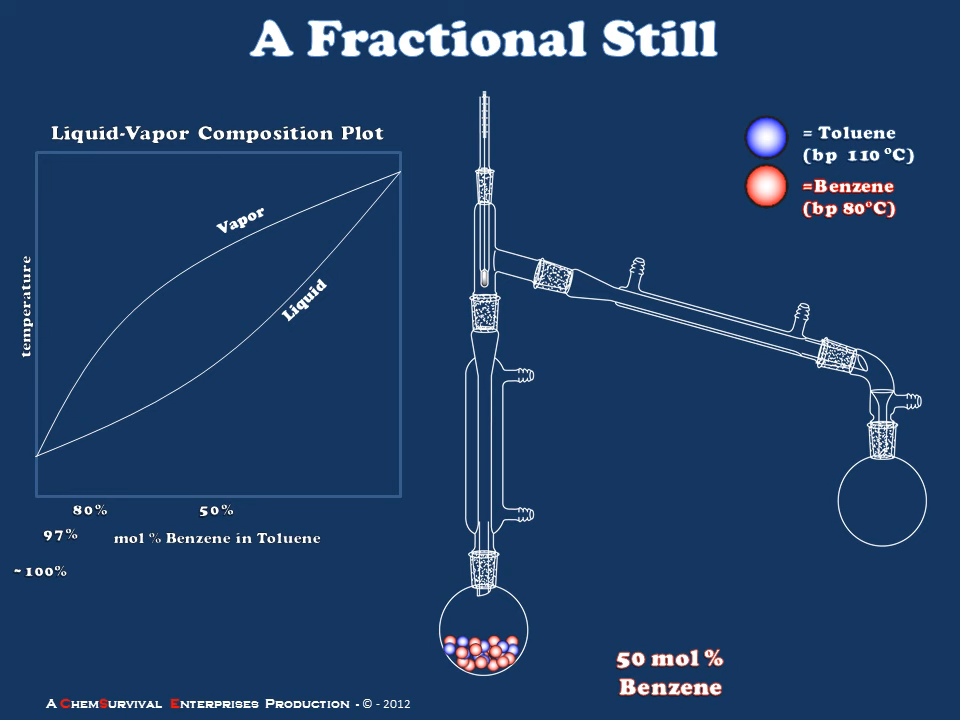 A Fractional Still
Liquid-Vapor Composition Plot
= Toluene
(bp 110 °C)
=Benzene
(bp 80°C)
Vapor
Liquid
temperature
80%
50%
97%
mol % Benzene in Toluene
~100%
50 mol %
Benzene
A ChemSurvival Enterprises Production - © - 2012